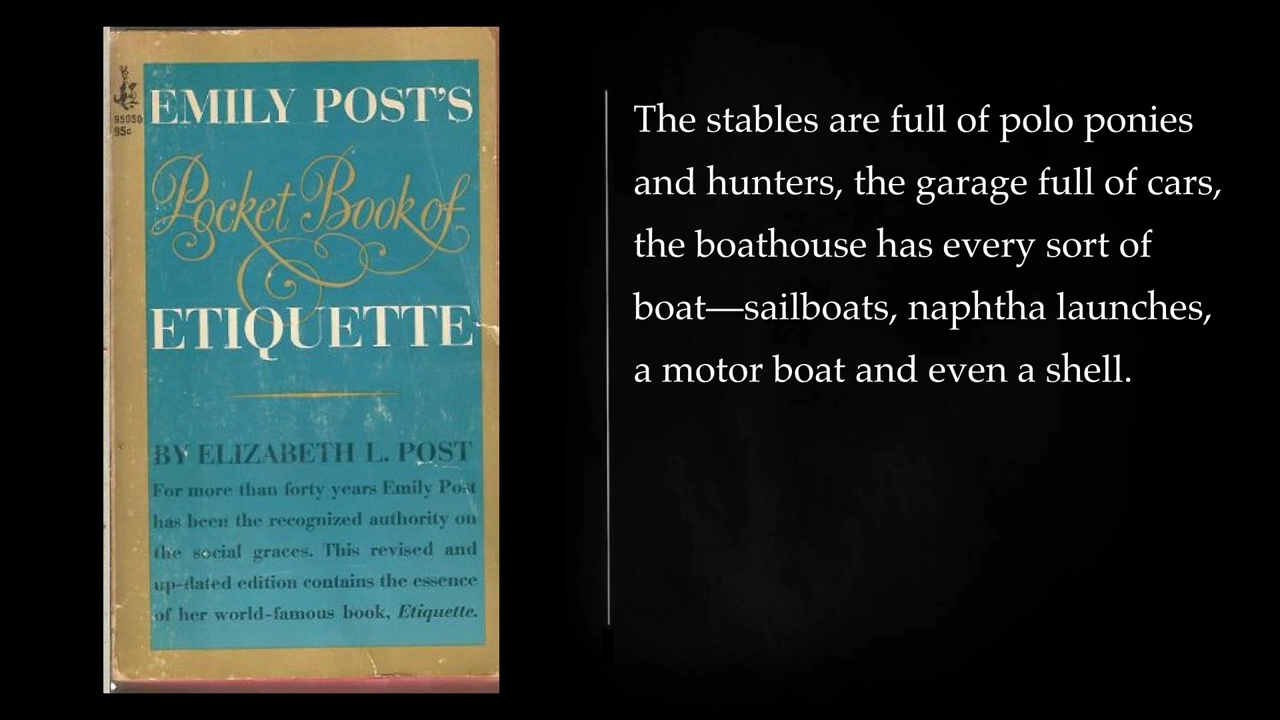 95050
95c
EMILY POST'S
Pocket Book of
ETIQUETTE
BY ELIZABETH L. POST
For more than forty years Emily Post
has been the recognized authority on
the social graces. This revised and
up-dated edition contains the essence
of her world-famous book, Etiquette.
The stables are full of polo ponies
and hunters, the garage full of cars,
the boathouse has every sort of
boat—sailboats, naphtha launches,
a motor boat and even a shell.